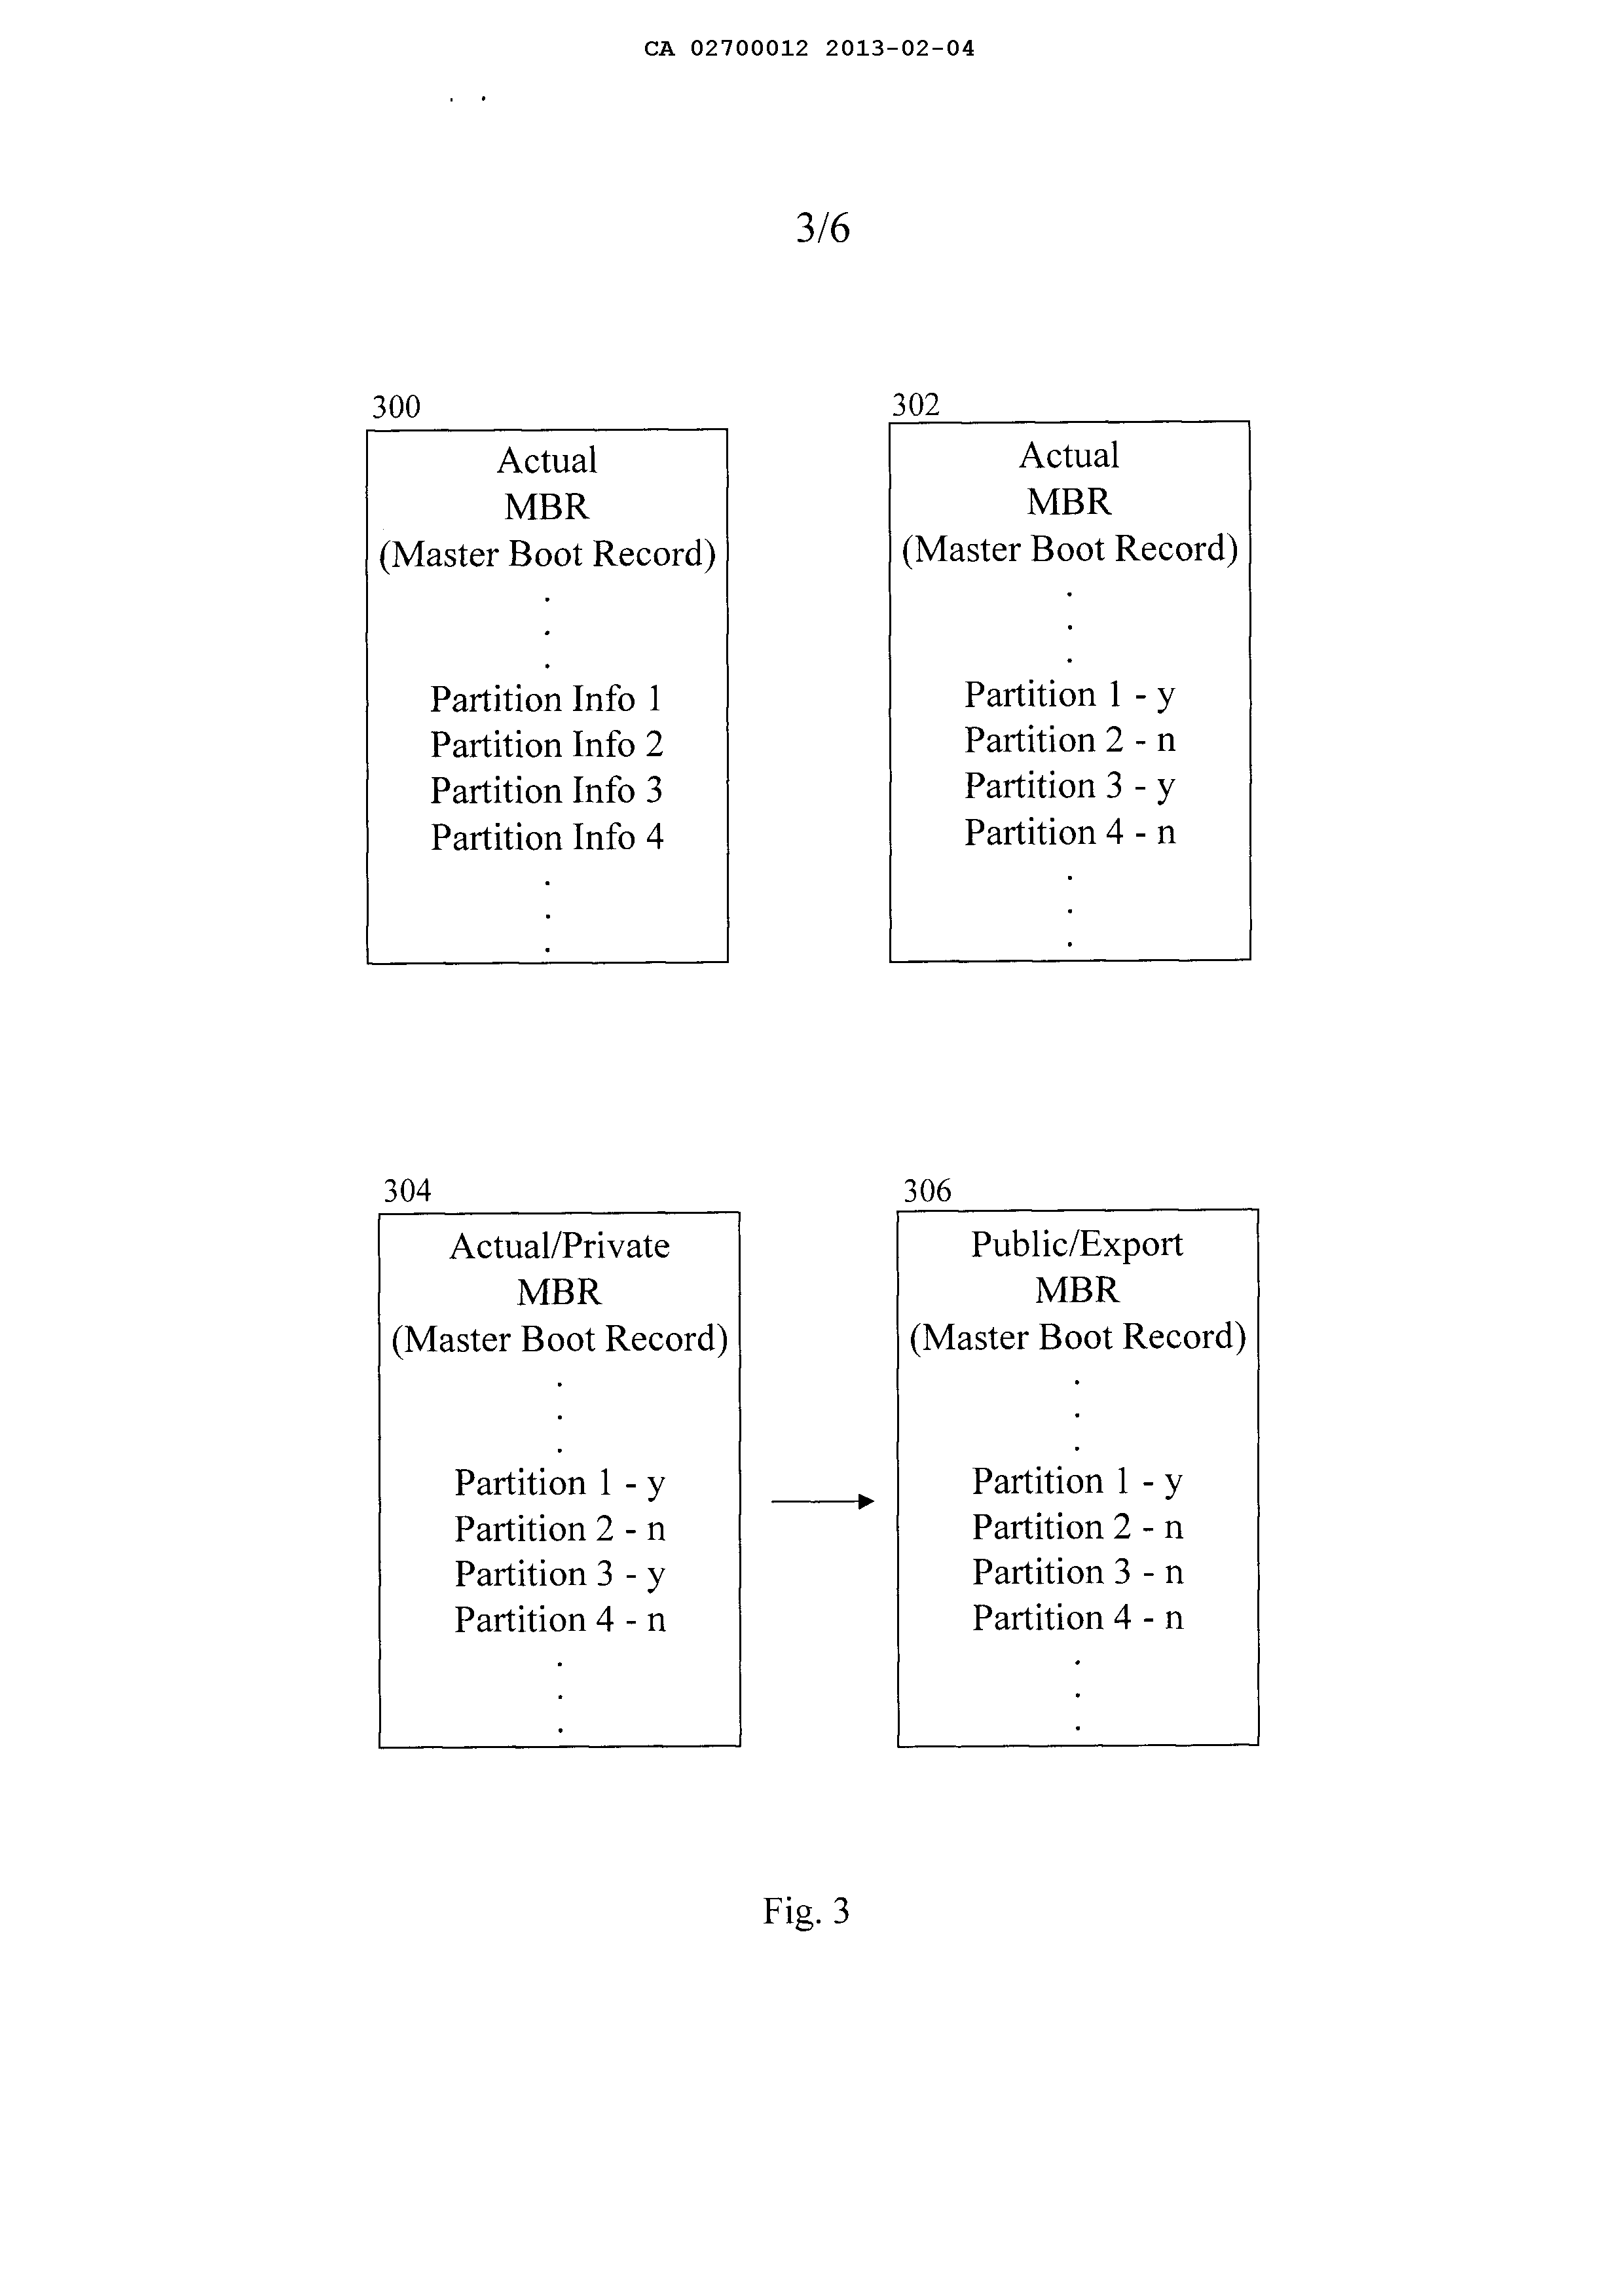 CA 02700012 2013-02-04
3/6
300
Actual
MBR
(Master Boot Record)
.
.
.
Partition Info 1
Partition Info 2
Partition Info 3
Partition Info 4
.
.
.
302
Actual
MBR
(Master Boot Record)
.
.
.
Partition 1 - y
Partition 2 - n
Partition 3 - y
Partition 4 - n
.
.
.
304
Actual/Private
MBR
(Master Boot Record)
.
.
.
Partition 1 - y
Partition 2 - n
Partition 3 - y
Partition 4 - n
.
.
.
306
Public/Export
MBR
(Master Boot Record)
.
.
.
Partition 1 - y
Partition 2 - n
Partition 3 - n
Partition 4 - n
.
.
.
Fig. 3